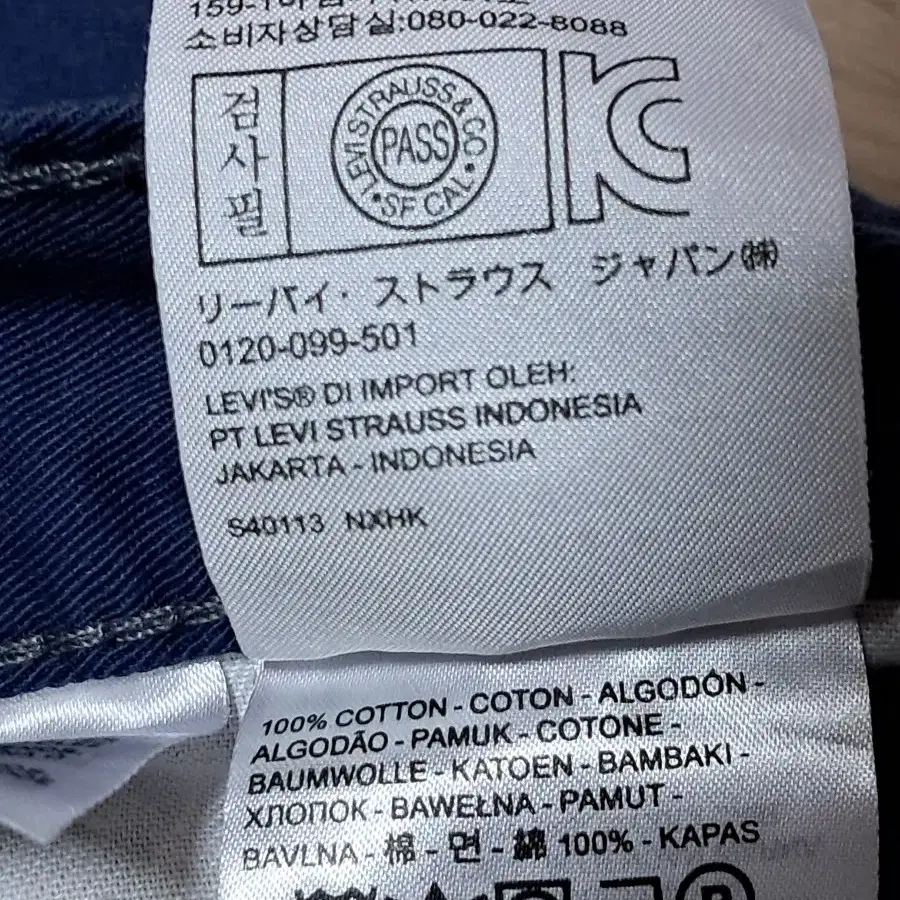 소비자상담실:080-022-8088
검사필
LEVI STRAUSS & CO
PASS
SF CAL
KC
リーバイ・ストラウス ジャパン㈱
0120-099-501
LEVI'S® DI IMPORT OLEH:
PT LEVI STRAUSS INDONESIA
JAKARTA - INDONESIA
S40113 NXHK
100% COTTON - COTON - ALGODÓN -
ALGODÃO - PAMUK - COTONE -
BAUMWOLLE - KATOEN - BAMBAKI -
ХЛОПОК - BAWEŁNA - PAMUT -
BAVLNA - 棉 - 면 - 綿 100% - KAPAS
P